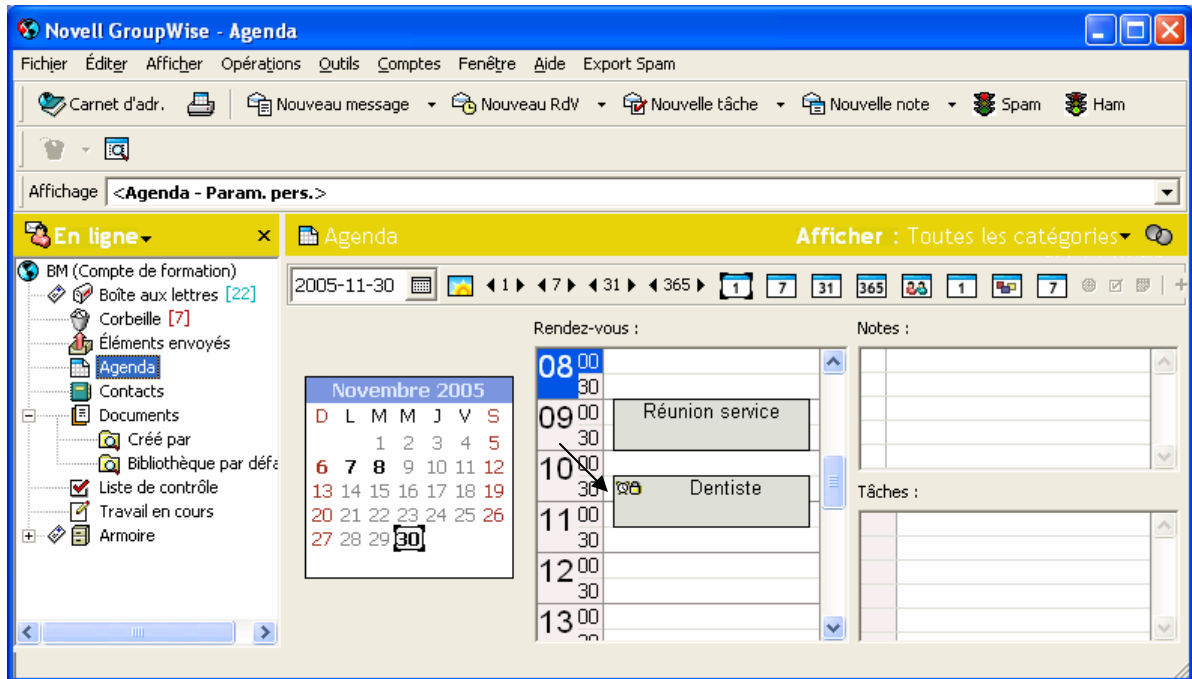 Novell GroupWise - Agenda
Fichier Éditer Afficher Opérations Outils Comptes Fenêtre Aide Export Spam
Carnet d'adr. Nouveau message Nouveau RdV Nouvelle tâche Nouvelle note Spam Ham
Affichage <Agenda - Param. pers.>
En ligne
Agenda
Afficher : Toutes les catégories
BM (Compte de formation)
Boîte aux lettres [22]
Corbeille [7]
Éléments envoyés
Agenda
Contacts
Documents
Créé par
Bibliothèque par défa
Liste de contrôle
Travail en cours
Armoire
2005-11-30 1 7 31 365 1 7 31 365 1 7
Novembre 2005
D L M M J V S
1 2 3 4 5
6 7 8 9 10 11 12
13 14 15 16 17 18 19
20 21 22 23 24 25 26
27 28 29 30
Rendez-vous :
08 00
30
09 00 Réunion service
30
10 00
30 Dentiste
11 00
30
12 00
30
13 00
30
Notes :
Tâches :